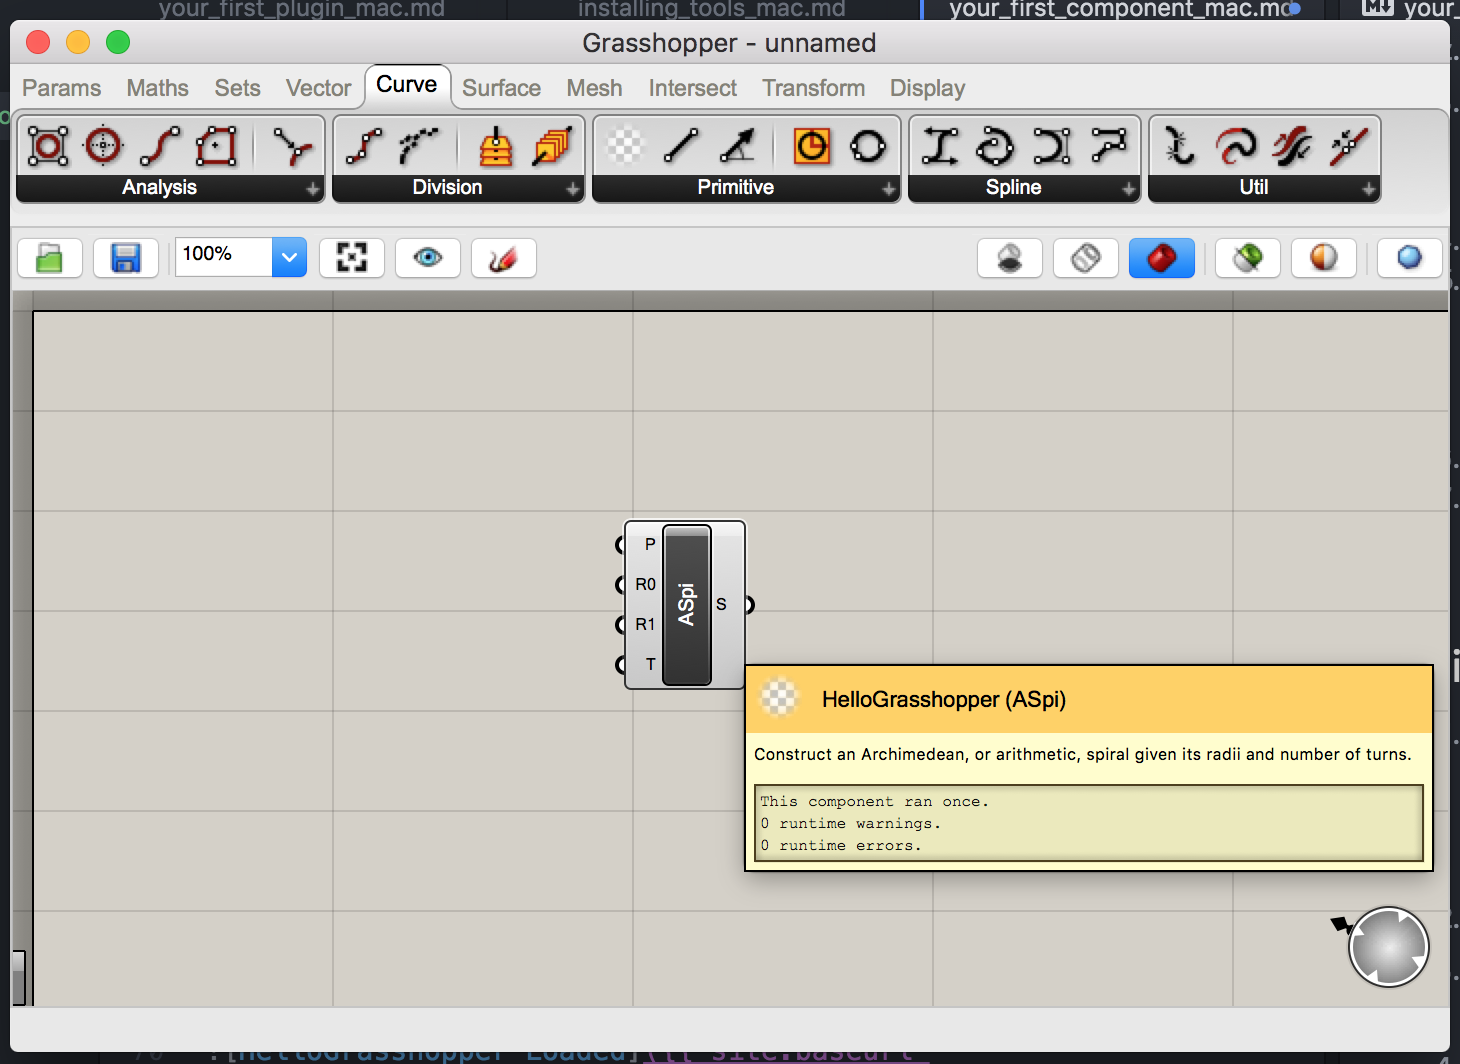 your_first_plugin_mac.md installing_tools_mac.md your_first_component_mac.md your_
Grasshopper - unnamed
Params Maths Sets Vector Curve Surface Mesh Intersect Transform Display
Analysis Division Primitive Spline Util
100%
P
R0
R1
T
ASpi
S
HelloGrasshopper (ASpi)
Construct an Archimedean, or arithmetic, spiral given its radii and number of turns.
This component ran once.
0 runtime warnings.
0 runtime errors.